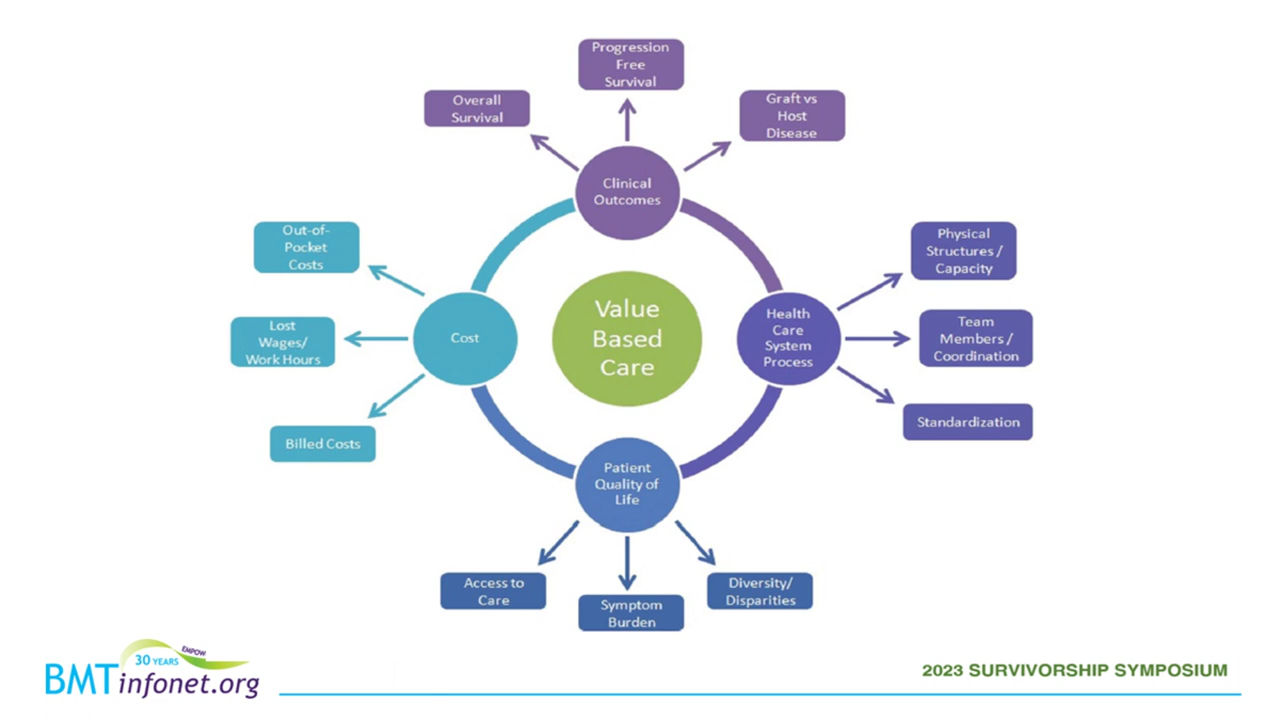 Progression
Free
Survival
Overall
Survival
Graft vs
Host
Disease
Clinical
Outcomes
Out-of-
Pocket
Costs
Lost
Wages/
Work Hours
Billed Costs
Cost
Value
Based
Care
Health
Care
System
Process
Physical
Structures /
Capacity
Team
Members /
Coordination
Standardization
Patient
Quality of
Life
Access to
Care
Symptom
Burden
Diversity/
Disparities
30 YEARS
EMPOW
BMTinfonet.org
2023 SURVIVORSHIP SYMPOSIUM